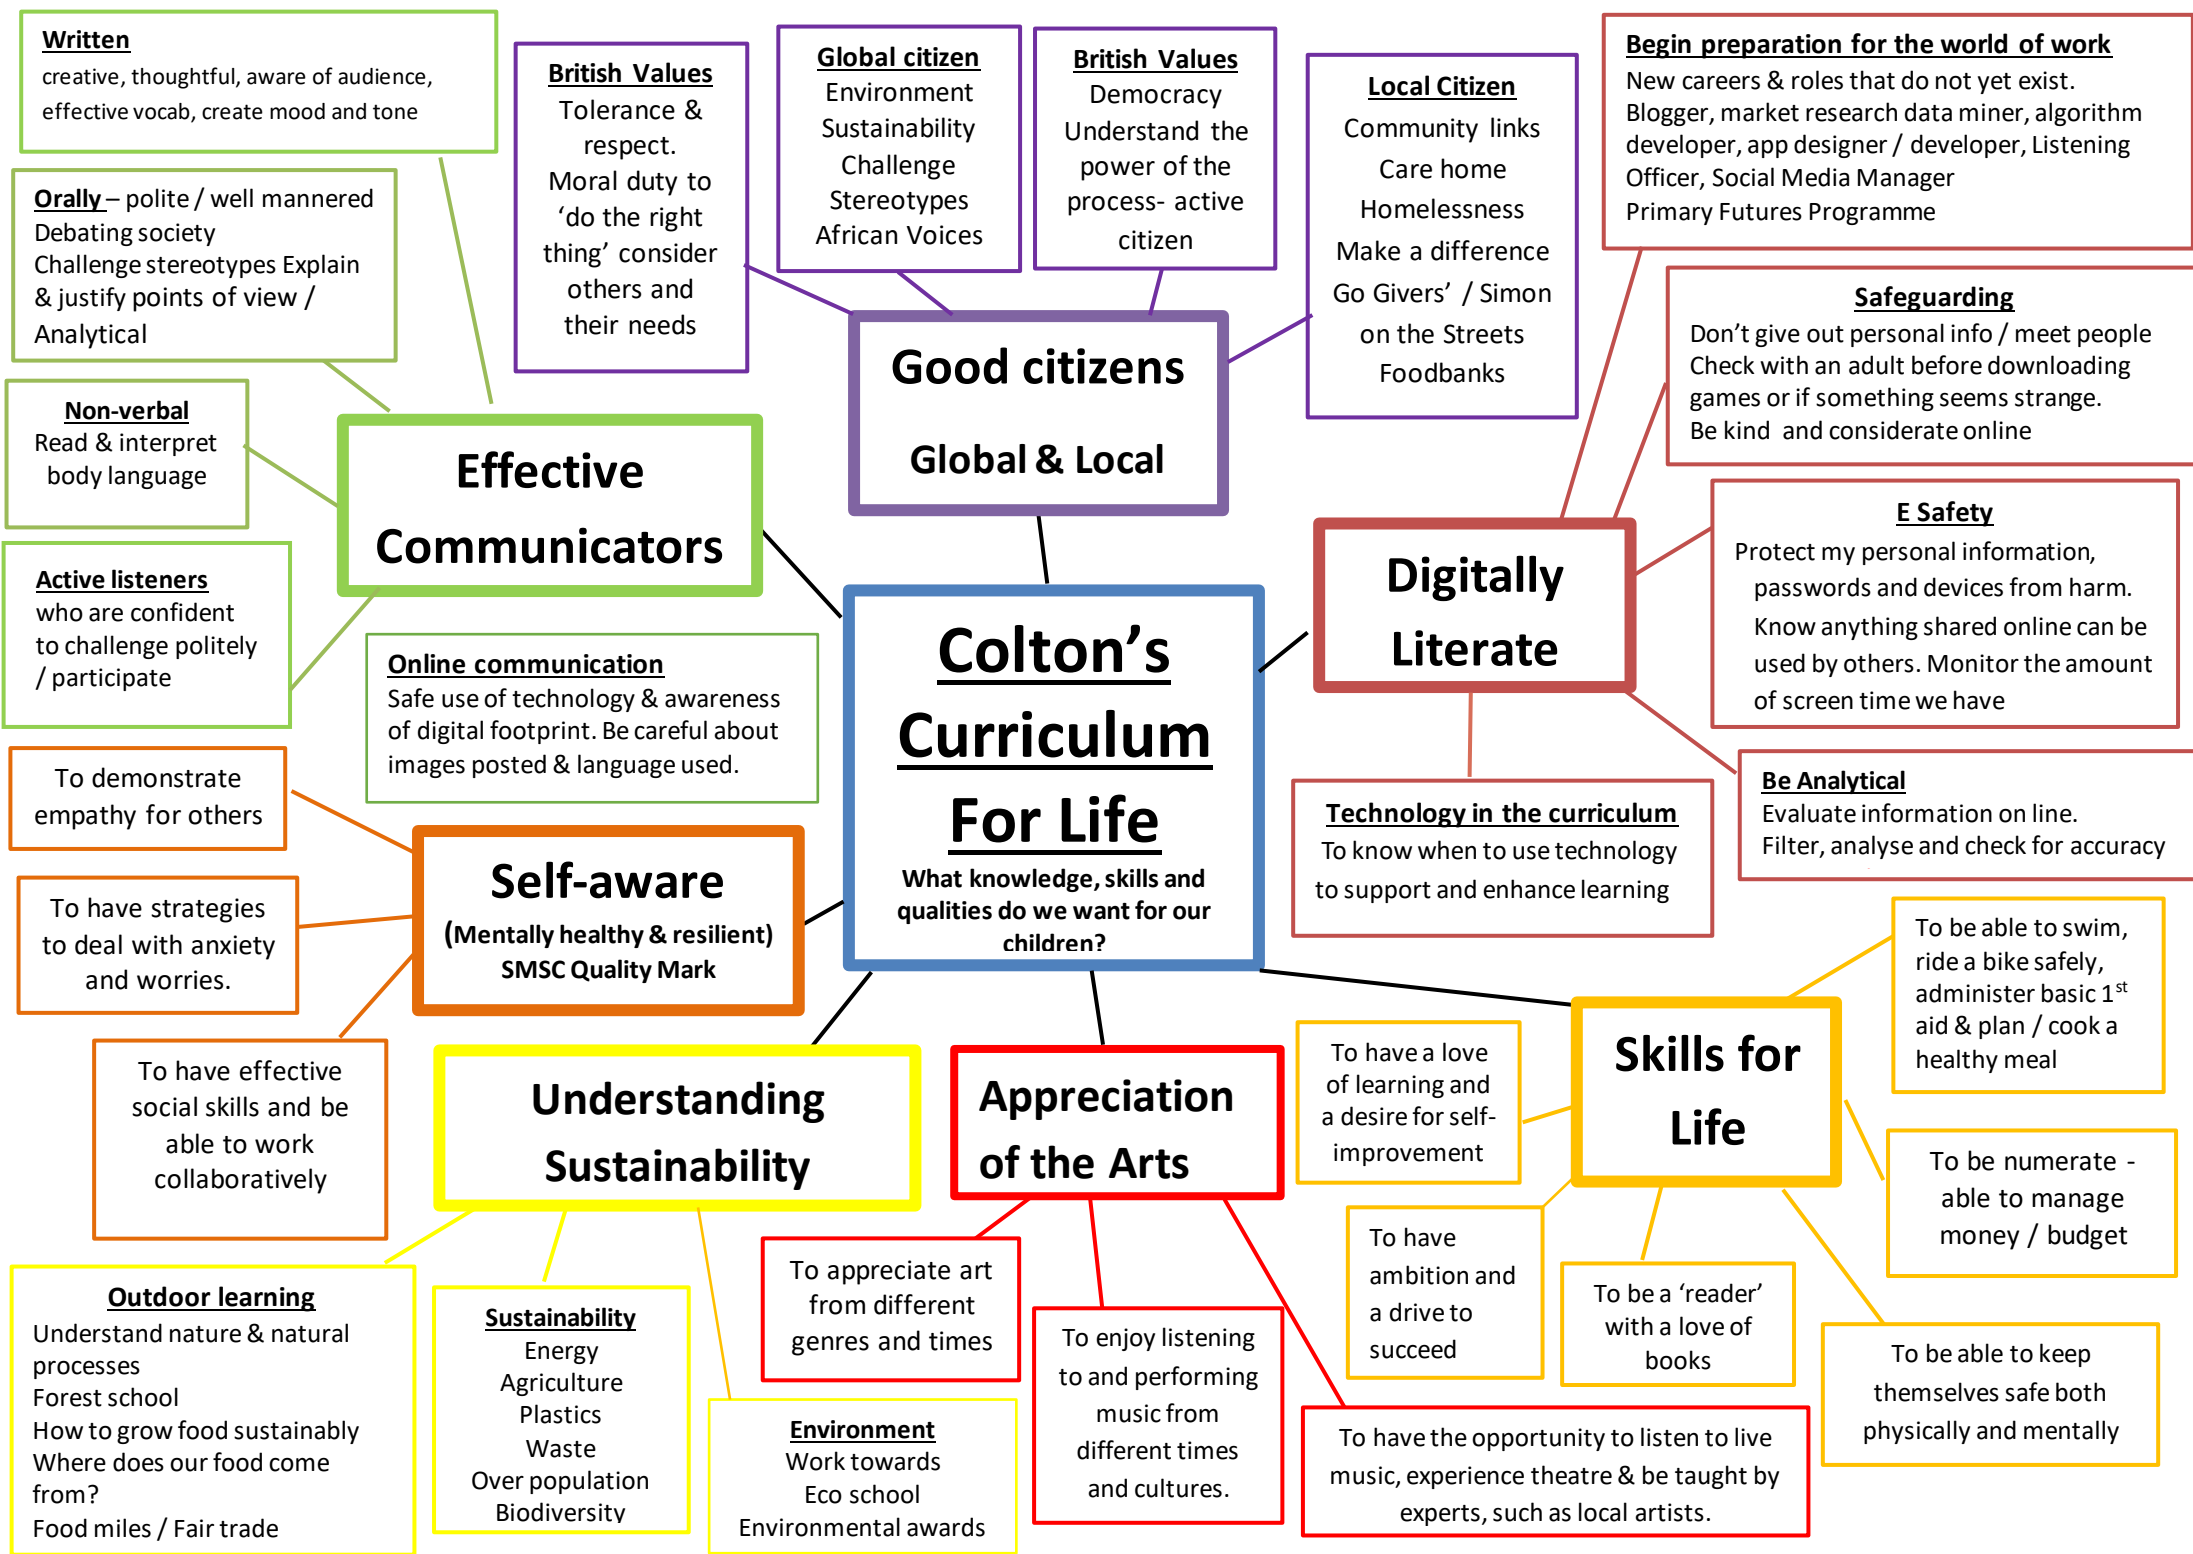 Written
creative, thoughtful, aware of audience,
effective vocab, create mood and tone
Orally – polite / well mannered
Debating society
Challenge stereotypes Explain
& justify points of view /
Analytical
Non-verbal
Read & interpret
body language
Active listeners
who are confident
to challenge politely
/ participate
Effective
Communicators
Online communication
Safe use of technology & awareness
of digital footprint. Be careful about
images posted & language used.
British Values
Tolerance &
respect.
Moral duty to
‘do the right
thing’ consider
others and
their needs
Global citizen
Environment
Sustainability
Challenge
Stereotypes
African Voices
British Values
Democracy
Understand the
power of the
process- active
citizen
Local Citizen
Community links
Care home
Homelessness
Make a difference
Go Givers’ / Simon
on the Streets
Foodbanks
Good citizens
Global & Local
Begin preparation for the world of work
New careers & roles that do not yet exist.
Blogger, market research data miner, algorithm
developer, app designer / developer, Listening
Officer, Social Media Manager
Primary Futures Programme
Safeguarding
Don’t give out personal info / meet people
Check with an adult before downloading
games or if something seems strange.
Be kind and considerate online
E Safety
Protect my personal information,
passwords and devices from harm.
Know anything shared online can be
used by others. Monitor the amount
of screen time we have
Digitally
Literate
Be Analytical
Evaluate information on line.
Filter, analyse and check for accuracy
Technology in the curriculum
To know when to use technology
to support and enhance learning
Colton’s
Curriculum
For Life
What knowledge, skills and
qualities do we want for our
children?
To demonstrate
empathy for others
To have strategies
to deal with anxiety
and worries.
To have effective
social skills and be
able to work
collaboratively
Self-aware
(Mentally healthy & resilient)
SMSC Quality Mark
Understanding
Sustainability
Outdoor learning
Understand nature & natural
processes
Forest school
How to grow food sustainably
Where does our food come
from?
Food miles / Fair trade
Sustainability
Energy
Agriculture
Plastics
Waste
Over population
Biodiversity
Environment
Work towards
Eco school
Environmental awards
Appreciation
of the Arts
To appreciate art
from different
genres and times
To enjoy listening
to and performing
music from
different times
and cultures.
To have the opportunity to listen to live
music, experience theatre & be taught by
experts, such as local artists.
Skills for
Life
To be able to swim,
ride a bike safely,
administer basic 1st
aid & plan / cook a
healthy meal
To have a love
of learning and
a desire for self-
improvement
To be numerate -
able to manage
money / budget
To have
ambition and
a drive to
succeed
To be a ‘reader’
with a love of
books
To be able to keep
themselves safe both
physically and mentally